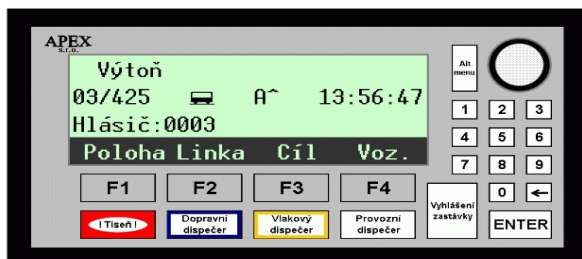 APEX
s.r.o.
Výtoň
03/425 A^ 13:56:47
Hlásič:0003
Poloha Linka Cíl Voz.
F1 F2 F3 F4
! Tíseň !
Dopravní dispečer
Vlakový dispečer
Provozní dispečer
Alt menu
1 2 3
4 5 6
7 8 9
0 ←
Vyhlášení zastávky
ENTER